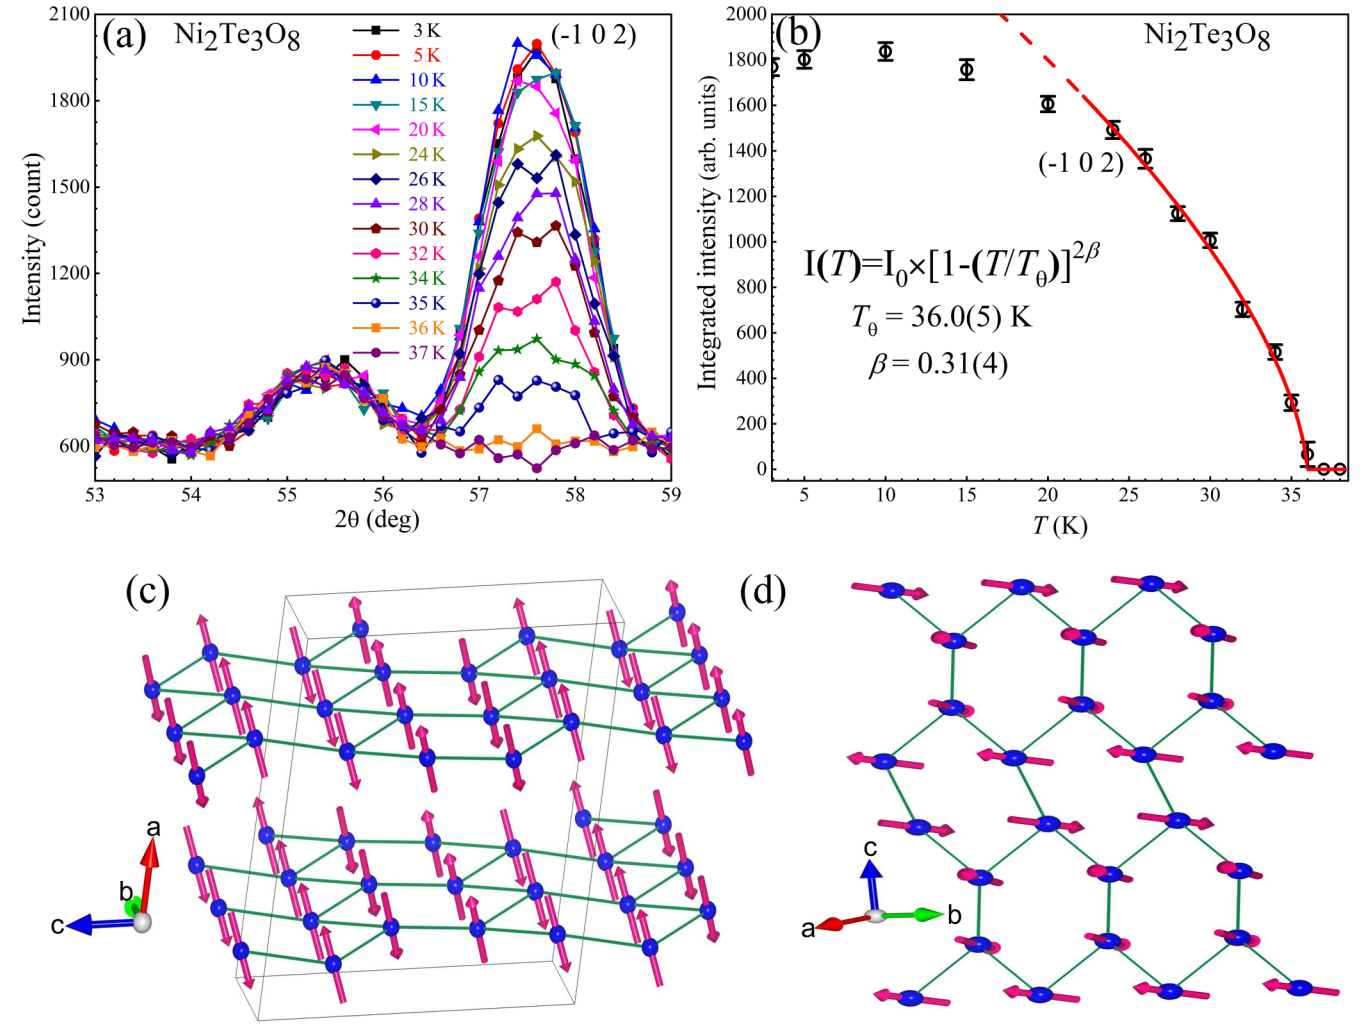 (a)
Ni₂Te₃O₈
(-1 0 2)
3 K
5 K
10 K
15 K
20 K
24 K
26 K
28 K
30 K
32 K
34 K
35 K
36 K
37 K
2100
1800
1500
1200
900
600
Intensity (count)
53 54 55 56 57 58 59
2θ (deg)
(b)
Ni₂Te₃O₈
(-1 0 2)
I(T)=I₀×[1-(T/T_θ)]^{2β}
T_θ = 36.0(5) K
β = 0.31(4)
2000
1800
1600
1400
1200
1000
800
600
400
200
0
Integrated intensity (arb. units)
5 10 15 20 25 30 35
T (K)
(c)
a
b
c
(d)
c
b
a